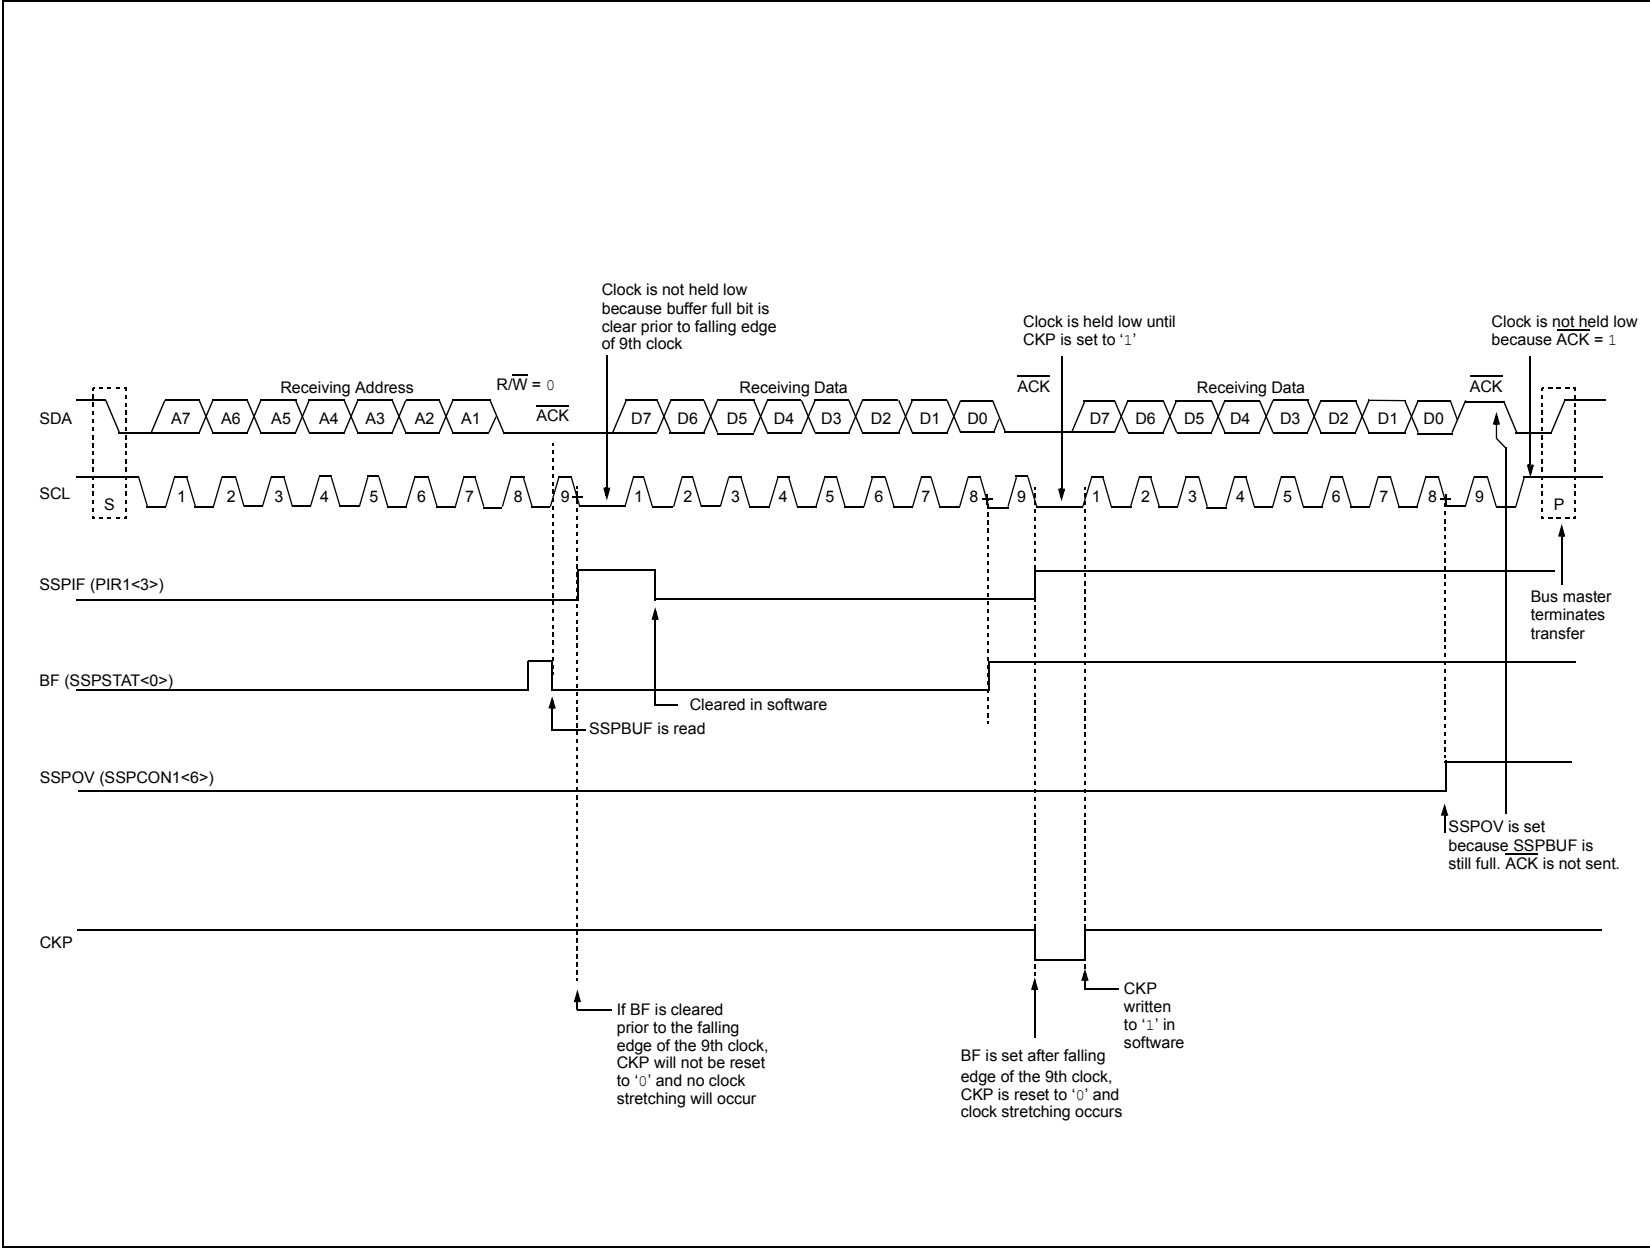 Clock is not held low
because buffer full bit is
clear prior to falling edge
of 9th clock
Clock is held low until
CKP is set to ‘1’
Clock is not held low
because ACK = 1
Receiving Address
R/W = 0
ACK
Receiving Data
ACK
Receiving Data
ACK
SDA
A7 A6 A5 A4 A3 A2 A1
D7 D6 D5 D4 D3 D2 D1 D0
D7 D6 D5 D4 D3 D2 D1 D0
SCL
S
1 2 3 4 5 6 7 8 9
1 2 3 4 5 6 7 8 9
1 2 3 4 5 6 7 8 9
P
SSPIF (PIR1<3>)
Bus master
terminates
transfer
BF (SSPSTAT<0>)
Cleared in software
SSPBUF is read
SSPOV (SSPCON1<6>)
SSPOV is set
because SSPBUF is
still full. ACK is not sent.
CKP
If BF is cleared
prior to the falling
edge of the 9th clock,
CKP will not be reset
to ‘0’ and no clock
stretching will occur
BF is set after falling
edge of the 9th clock,
CKP is reset to ‘0’ and
clock stretching occurs
CKP
written
to ‘1’ in
software